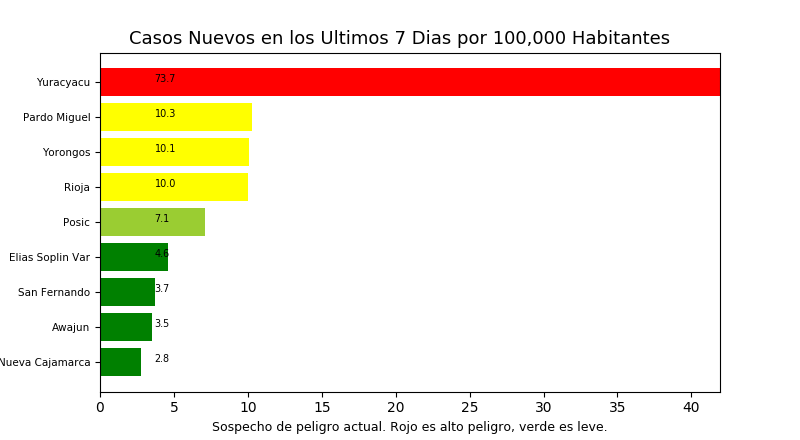 Casos Nuevos en los Ultimos 7 Dias por 100,000 Habitantes
Yuracyacu 73.7
Pardo Miguel 10.3
Yorongos 10.1
Rioja 10.0
Posic 7.1
Elias Soplin Var 4.6
San Fernando 3.7
Awajun 3.5
Nueva Cajamarca 2.8
0 5 10 15 20 25 30 35 40
Sospecho de peligro actual. Rojo es alto peligro, verde es leve.